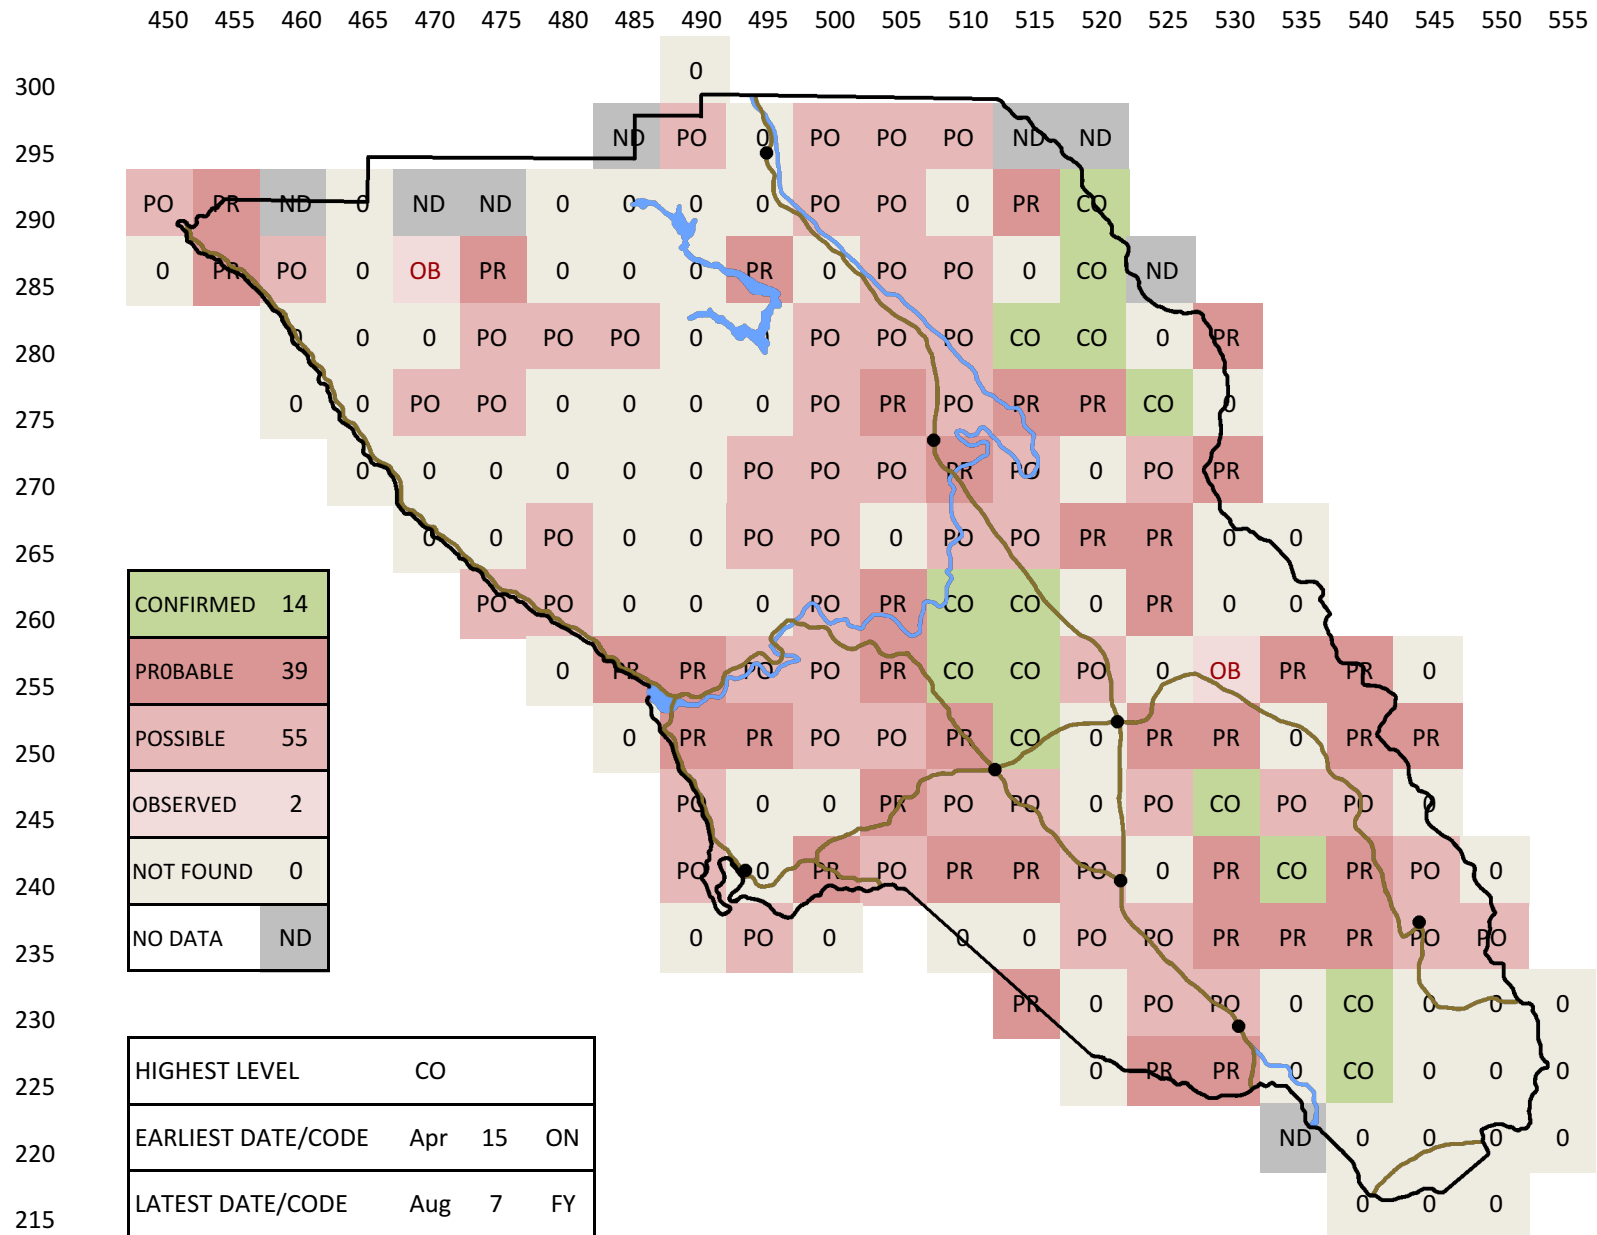 450 455 460 465 470 475 480 485 490 495 500 505 510 515 520 525 530 535 540 545 550 555
0
300
ND PO 0 PO PO PO ND ND
295
PO PR ND 0 ND ND 0 0 0 0 PO PO 0 PR CO
290
0 PR PO 0 OB PR 0 0 0 PR 0 PO PO 0 CO ND
285
0 0 0 PO PO PO 0 0 PO PO PO CO CO 0 PR
280
0 0 PO PO 0 0 0 0 PO PR PO PR PR CO 0
275
0 0 0 0 0 0 PO PO PO PR PO 0 PO PR
270
0 0 PO 0 0 PO PO 0 PO PO PR PR 0 0
265
PO PO 0 0 0 PO PR CO CO 0 PR 0 0
CONFIRMED 14
260
0 PR PR PO PO PR CO CO PO 0 OB PR PR 0
PR0BABLE 39
255
0 PR PR PO PO PR CO 0 PR PR 0 PR PR
POSSIBLE 55
250
PO 0 0 PR PO PO 0 PO CO PO PO 0
OBSERVED 2
245
PO 0 PR PO PR PR PO 0 PR CO PR PO 0
NOT FOUND 0
240
0 PO 0 0 0 PO PO PR PR PR PO PO
NO DATA ND
235
PR 0 PO PO 0 CO 0 0 0
230
0 PR PR 0 CO 0 0 0
HIGHEST LEVEL CO
225
ND 0 0 0 0
EARLIEST DATE/CODE Apr 15 ON
220
0 0 0
LATEST DATE/CODE Aug 7 FY
215